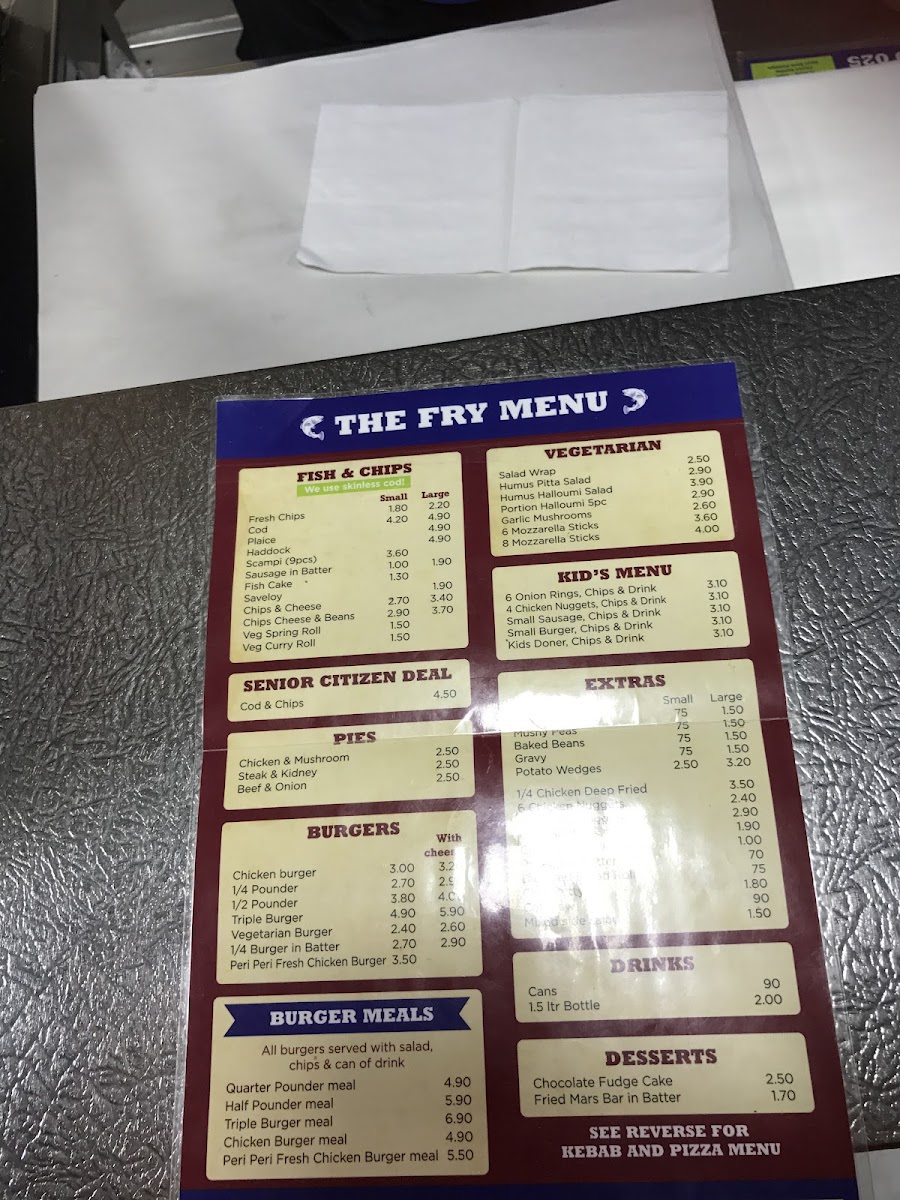 THE FRY MENU
FISH & CHIPS
We use skinless cod!
Small Large
Fresh Chips 1.80 2.20
Cod 4.20 4.90
Plaice 4.90
Haddock 4.90
Scampi (9pcs) 3.60
Sausage in Batter 1.00 1.90
Fish Cake 1.30
Saveloy 1.90
Chips & Cheese 2.70 3.40
Chips Cheese & Beans 2.90 3.70
Veg Spring Roll 1.50
Veg Curry Roll 1.50
SENIOR CITIZEN DEAL
Cod & Chips 4.50
PIES
Chicken & Mushroom 2.50
Steak & Kidney 2.50
Beef & Onion 2.50
BURGERS
With
cheese
Chicken burger 3.00 3.2
1/4 Pounder 2.70 2.9
1/2 Pounder 3.80 4.0
Triple Burger 4.90 5.90
Vegetarian Burger 2.40 2.60
1/4 Burger in Batter 2.70 2.90
Peri Peri Fresh Chicken Burger 3.50
BURGER MEALS
All burgers served with salad,
chips & can of drink
Quarter Pounder meal 4.90
Half Pounder meal 5.90
Triple Burger meal 6.90
Chicken Burger meal 4.90
Peri Peri Fresh Chicken Burger meal 5.50
VEGETARIAN
Salad Wrap 2.50
Humus Pitta Salad 2.90
Humus Halloumi Salad 3.90
Portion Halloumi 5pc 2.90
Garlic Mushrooms 2.60
6 Mozzarella Sticks 3.60
8 Mozzarella Sticks 4.00
KID'S MENU
6 Onion Rings, Chips & Drink 3.10
4 Chicken Nuggets, Chips & Drink 3.10
Small Sausage, Chips & Drink 3.10
Small Burger, Chips & Drink 3.10
Kids Doner, Chips & Drink 3.10
EXTRAS
Small Large
75 1.50
Mushy Peas 75 1.50
Baked Beans 75 1.50
Gravy 75 1.50
Potato Wedges 2.50 3.20
1/4 Chicken Deep Fried 3.50
6 Chicken Nuggets 2.40
2.90
1.90
1.00
70
75
1.80
90
1.50
DRINKS
Cans 90
1.5 ltr Bottle 2.00
DESSERTS
Chocolate Fudge Cake 2.50
Fried Mars Bar in Batter 1.70
SEE REVERSE FOR
KEBAB AND PIZZA MENU